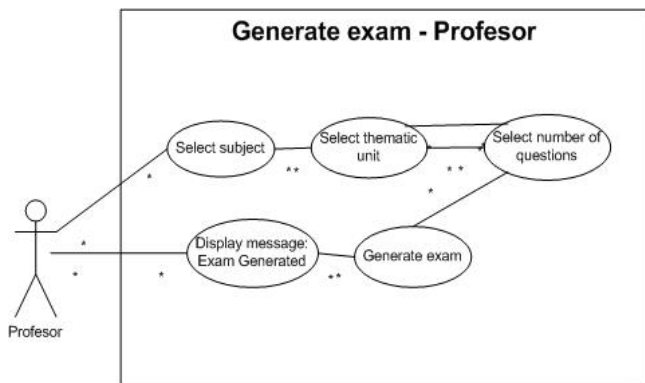 Generate exam - Profesor
Select subject
Select thematic
unit
Select number of
questions
*
* *
*
* *
*
*
*
*
Display message:
Exam Generated
* *
Generate exam
Profesor